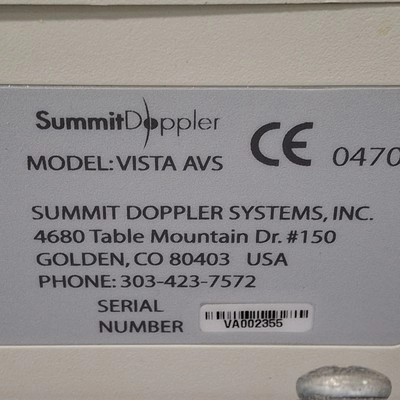 SummitDoppler
MODEL: VISTA AVS
CE 0470
SUMMIT DOPPLER SYSTEMS, INC.
4680 Table Mountain Dr. #150
GOLDEN, CO 80403 USA
PHONE: 303-423-7572
SERIAL
NUMBER
VA002355